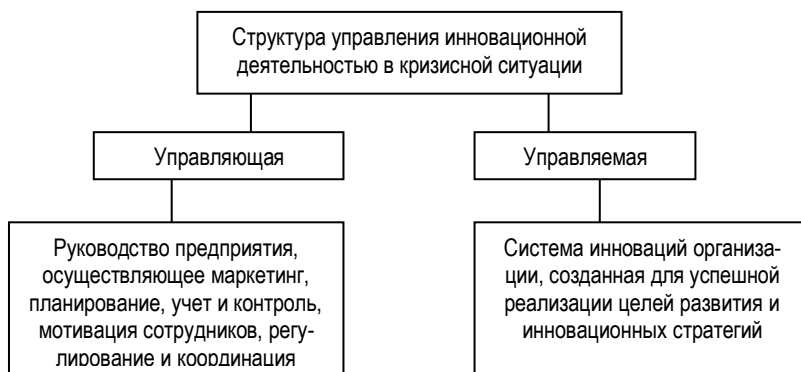 Структура управления инновационной
деятельностью в кризисной ситуации
Управляющая
Управляемая
Руководство предприятия,
осуществляющее маркетинг,
планирование, учет и контроль,
мотивация сотрудников, регу-
лирование и координация
Система инноваций организа-
ции, созданная для успешной
реализации целей развития и
инновационных стратегий